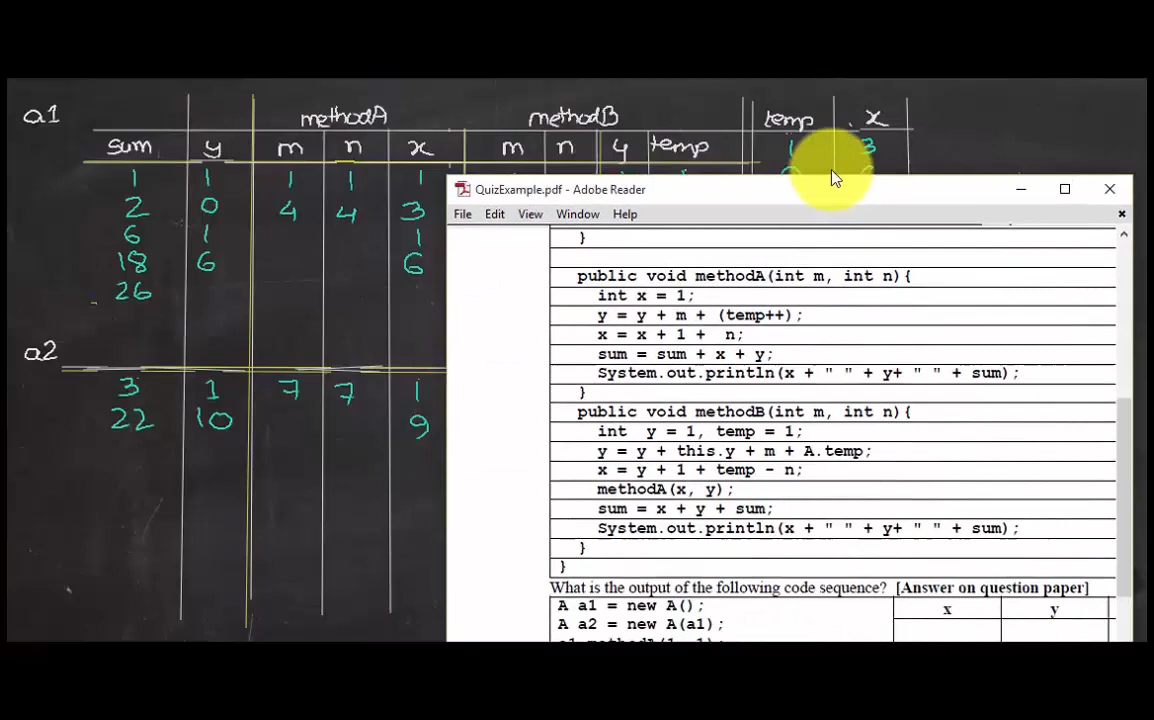 a1
methodA methodB temp x
sum y m n x m n y temp 1 3
1 1 1 1 1
2 0 4 4 3
6 1 1
18 6 6
26
a2
3 1 7 7 1
22 10 9
QuizExample.pdf - Adobe Reader
File Edit View Window Help
}
public void methodA(int m, int n){
int x = 1;
y = y + m + (temp++);
x = x + 1 + n;
sum = sum + x + y;
System.out.println(x + " " + y+ " " + sum);
}
public void methodB(int m, int n){
int y = 1, temp = 1;
y = y + this.y + m + A.temp;
x = y + 1 + temp - n;
methodA(x, y);
sum = x + y + sum;
System.out.println(x + " " + y+ " " + sum);
}
}
What is the output of the following code sequence? [Answer on question paper]
A a1 = new A(); x y
A a2 = new A(a1);